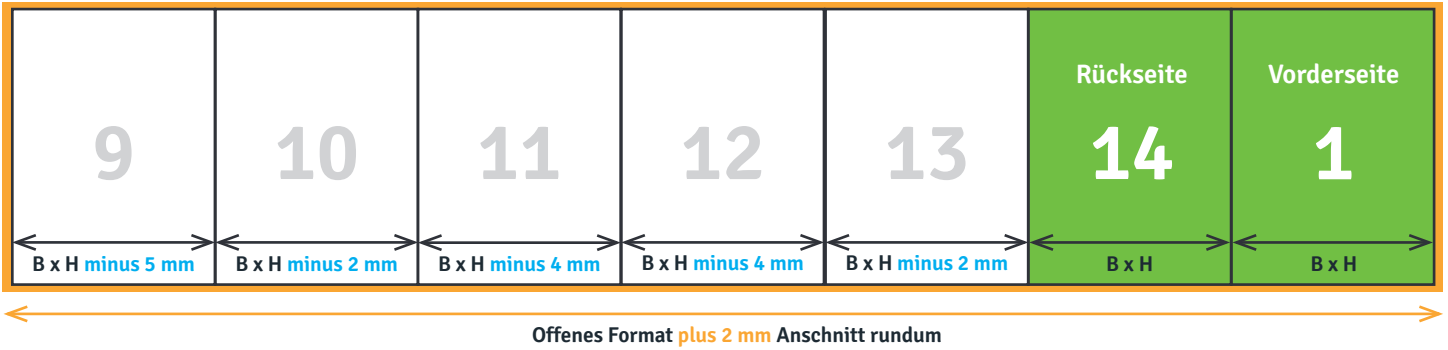 Rückseite Vorderseite
9 10 11 12 13 14 1
B x H minus 5 mm B x H minus 2 mm B x H minus 4 mm B x H minus 4 mm B x H minus 2 mm B x H B x H
Offenes Format plus 2 mm Anschnitt rundum